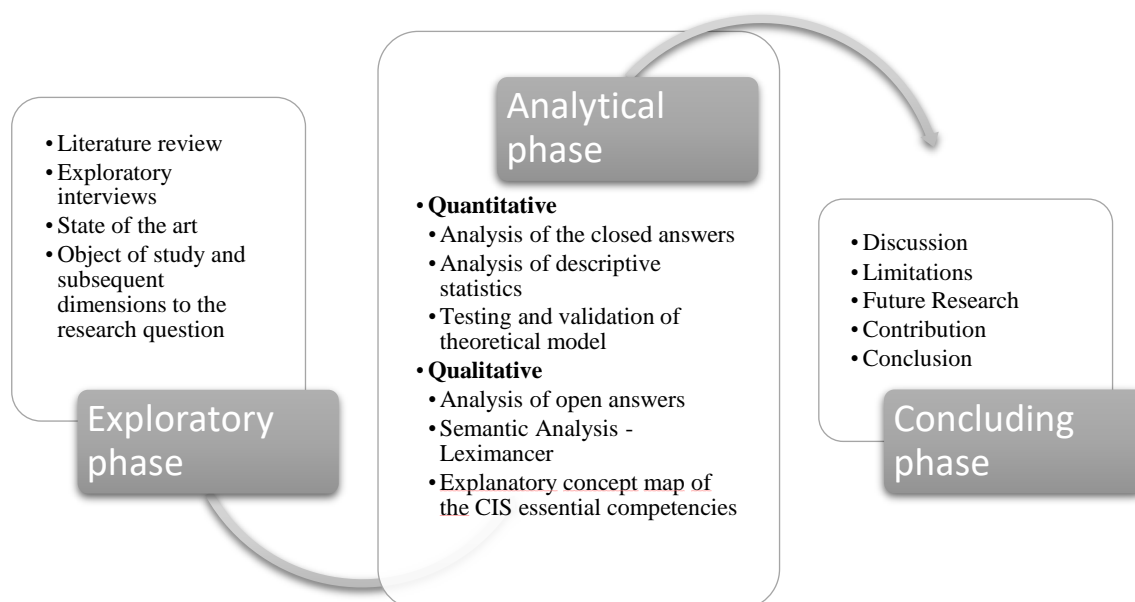 • Literature review
• Exploratory
interviews
• State of the art
• Object of study and
subsequent
dimensions to the
research question
Exploratory
phase
Analytical
phase
• Quantitative
• Analysis of the closed answers
• Analysis of descriptive
statistics
• Testing and validation of
theoretical model
• Qualitative
• Analysis of open answers
• Semantic Analysis -
Leximancer
• Explanatory concept map of
the CIS essential competencies
• Discussion
• Limitations
• Future Research
• Contribution
• Conclusion
Concluding
phase